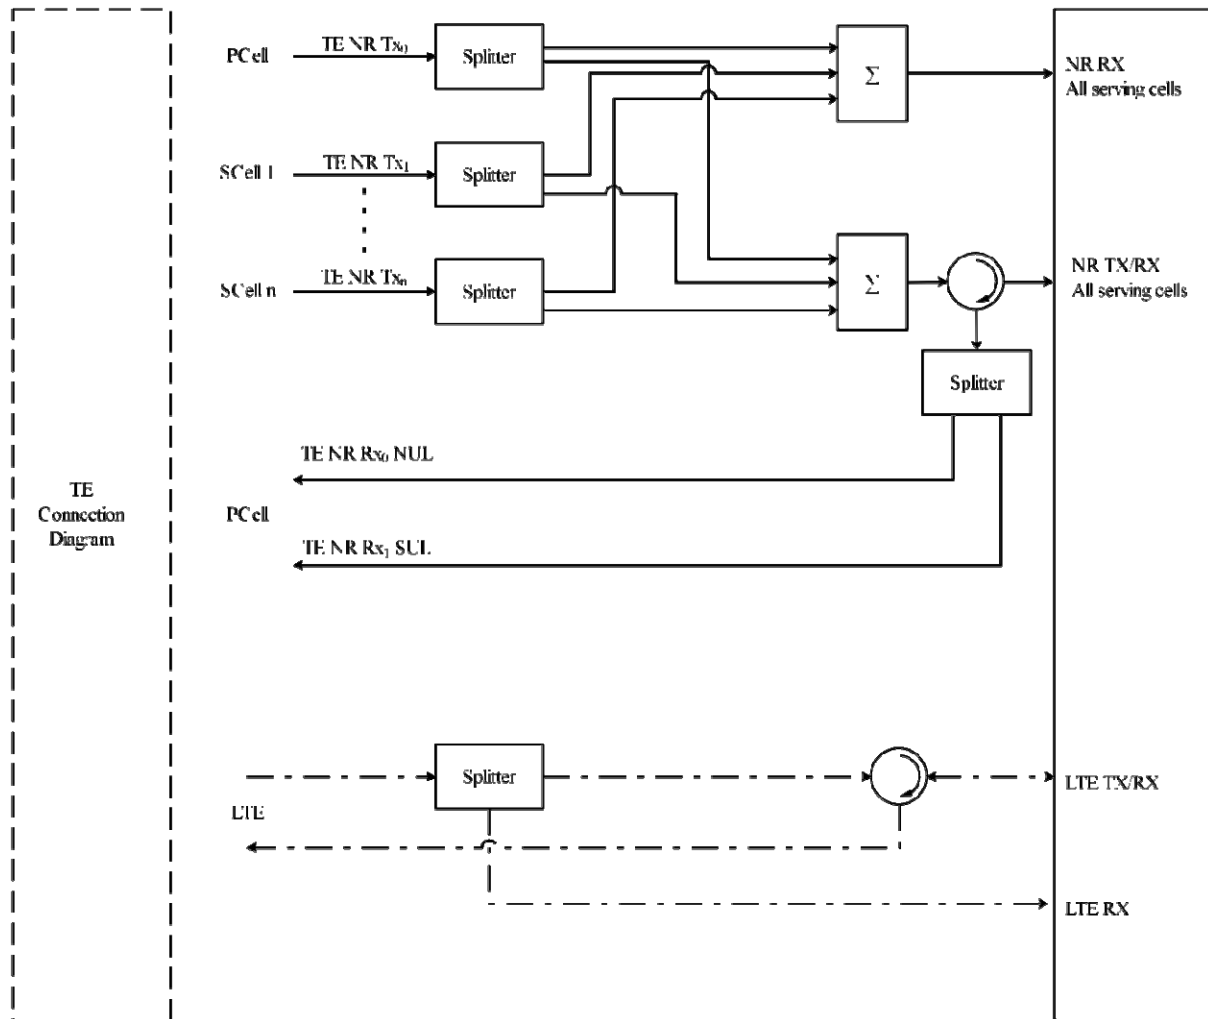 PCell
TE NR Tx₀
Splitter
Σ
NR RX
All serving cells
SCell 1
TE NR Tx₁
Splitter
SCell n
TE NR Txₙ
Splitter
Σ
NR TX/RX
All serving cells
Splitter
TE NR Rx₀ NUL
TE
Connection
Diagram
PCell
TE NR Rx₁ SUL
Splitter
LTE TX/RX
LTE
LTE RX